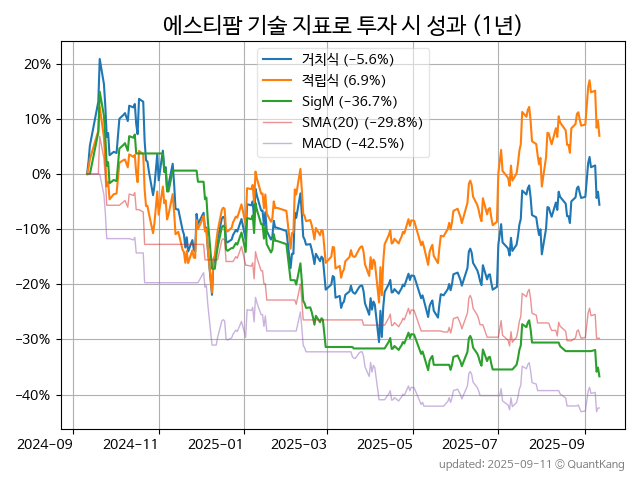 에스티팜 기술 지표로 투자 시 성과 (1년)
거치식 (−5.6%)
적립식 (6.9%)
SigM (−36.7%)
SMA(20) (−29.8%)
MACD (−42.5%)
20%
10%
0%
−10%
−20%
−30%
−40%
2024-09 2024-11 2025-01 2025-03 2025-05 2025-07 2025-09
updated: 2025-09-11 © QuantKang